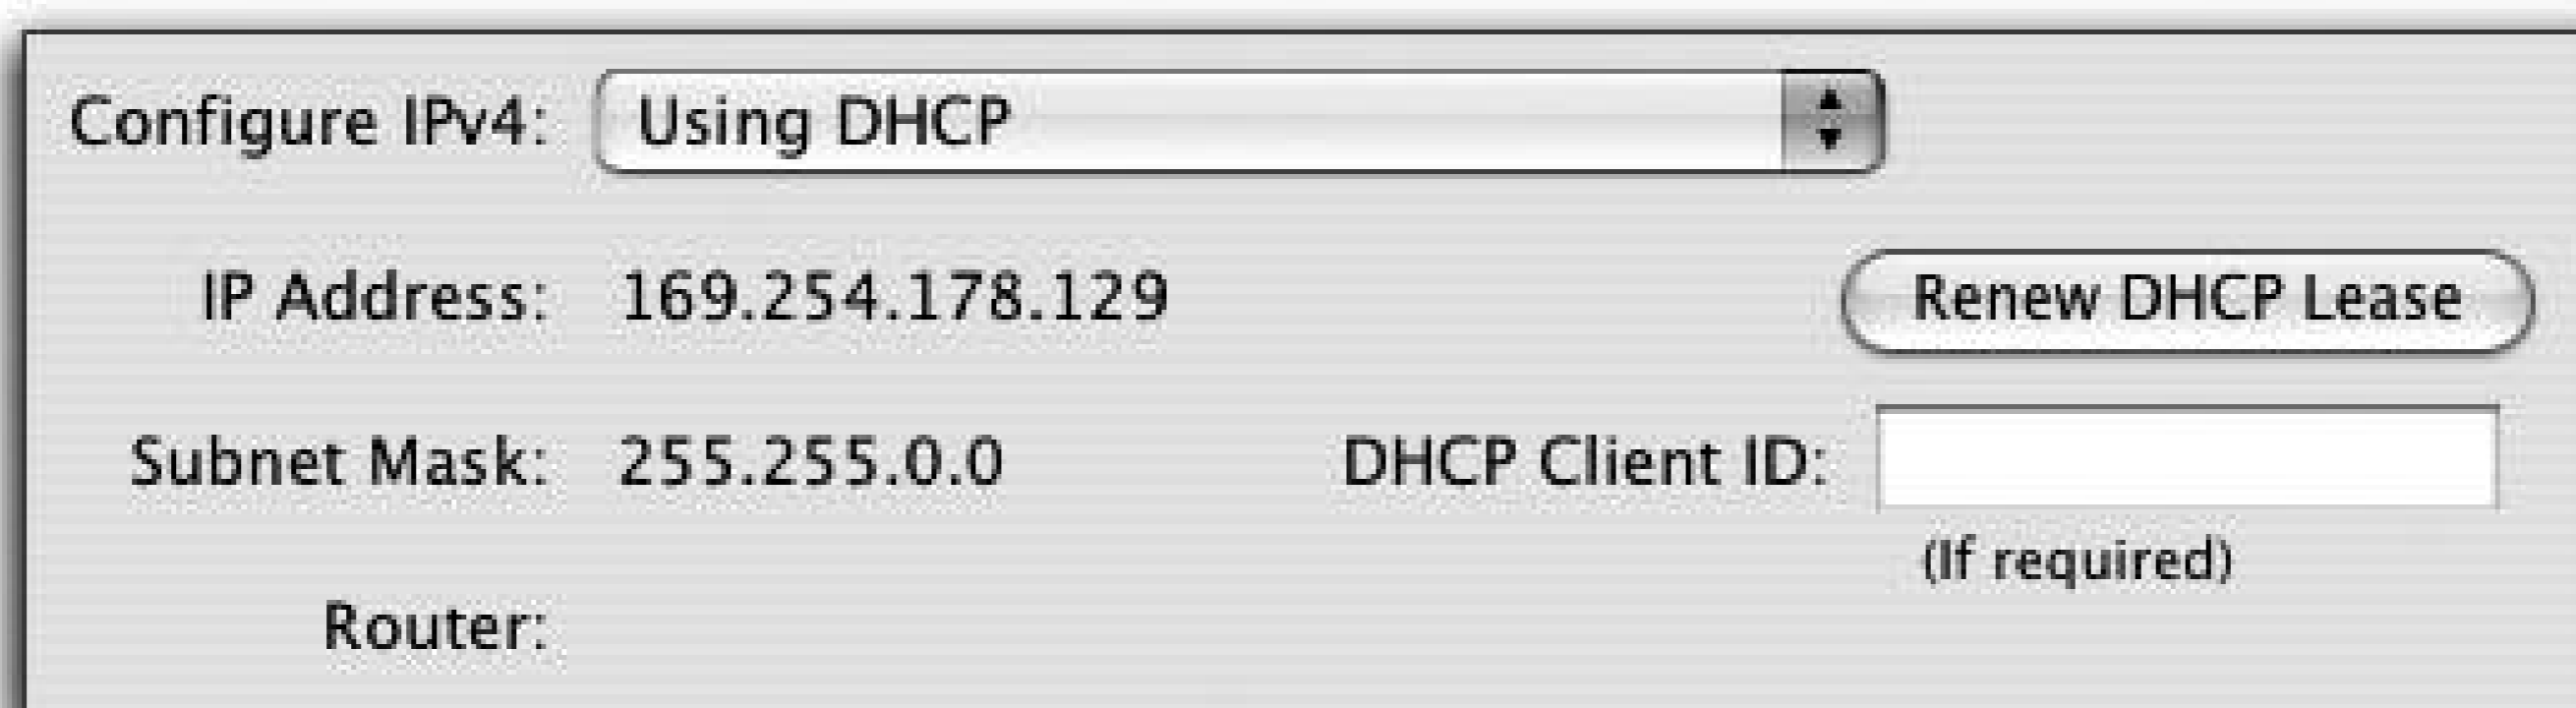 Configure IPv4: Using DHCP
IP Address: 169.254.178.129 Renew DHCP Lease
Subnet Mask: 255.255.0.0 DHCP Client ID:
(If required)
Router: